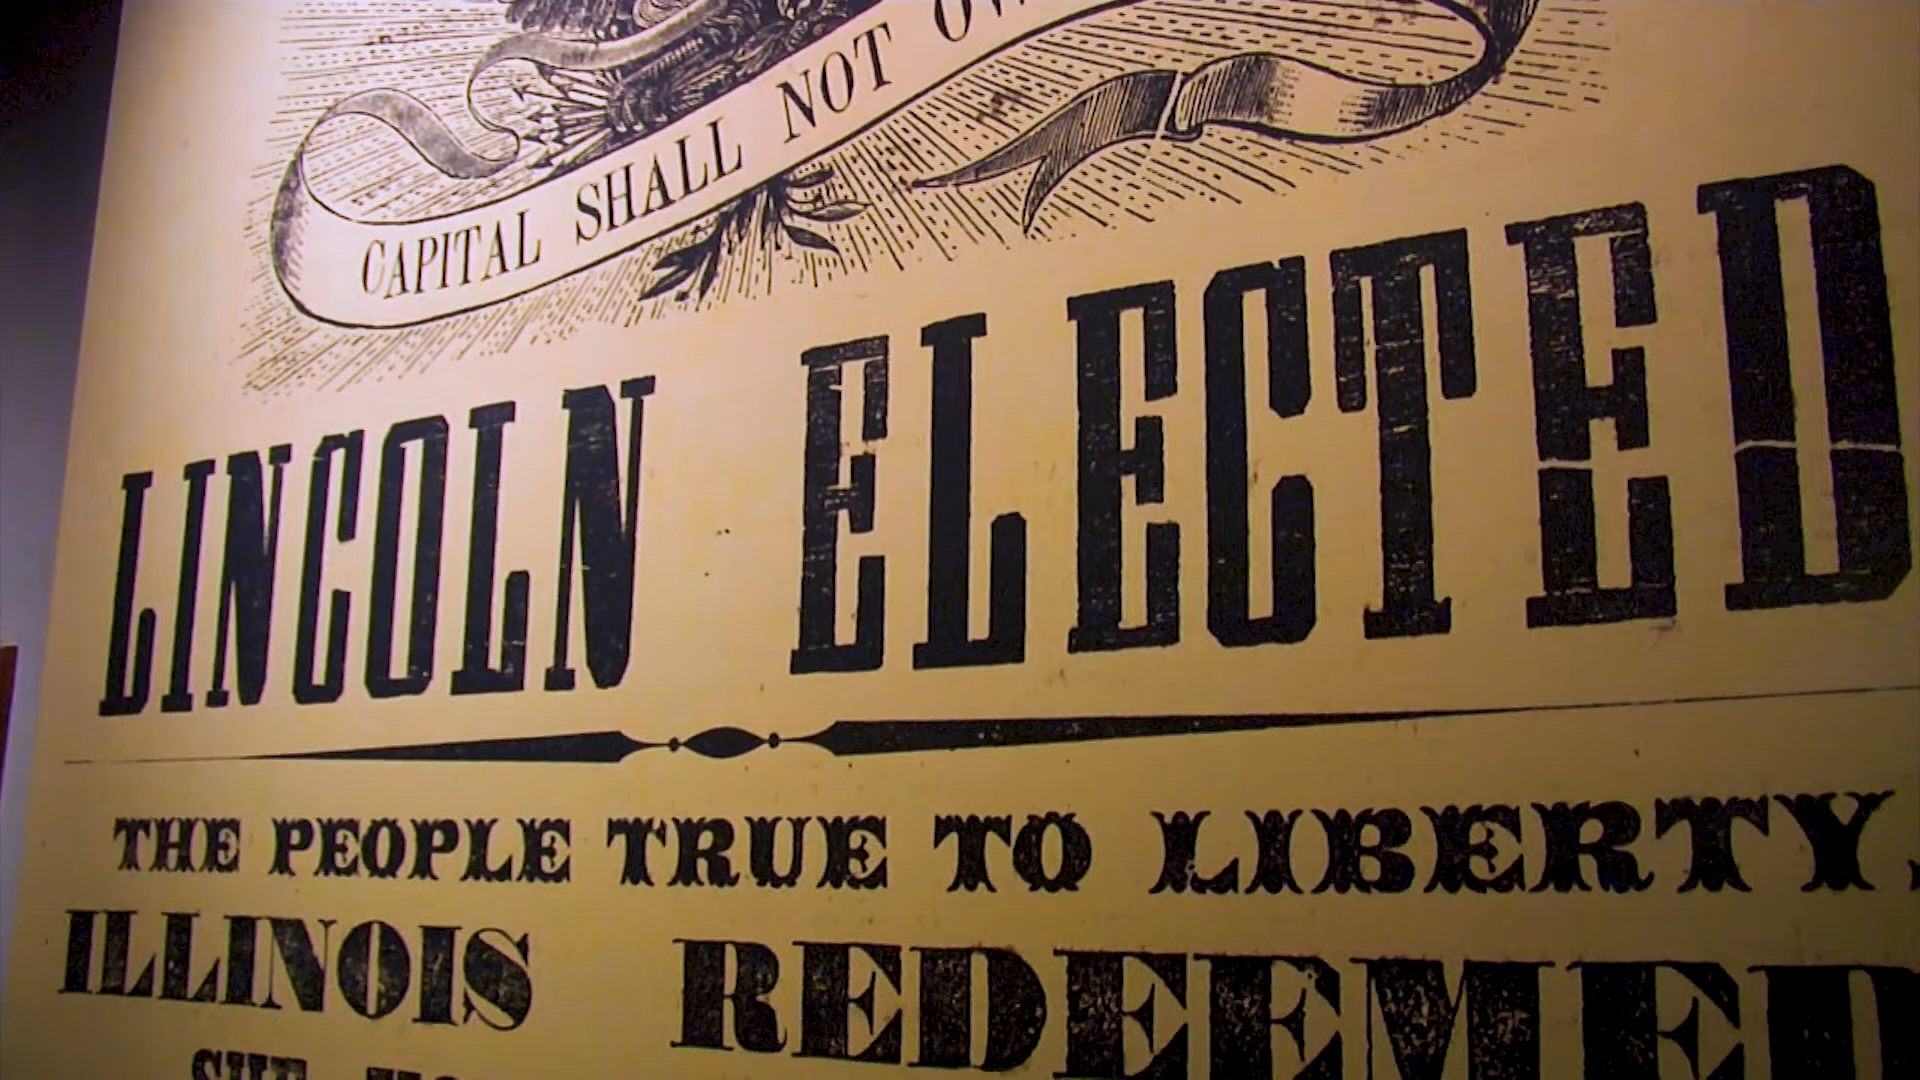 CAPITAL SHALL NOT
LINCOLN ELECTED
THE PEOPLE TRUE TO LIBERTY.
ILLINOIS REDEEMED